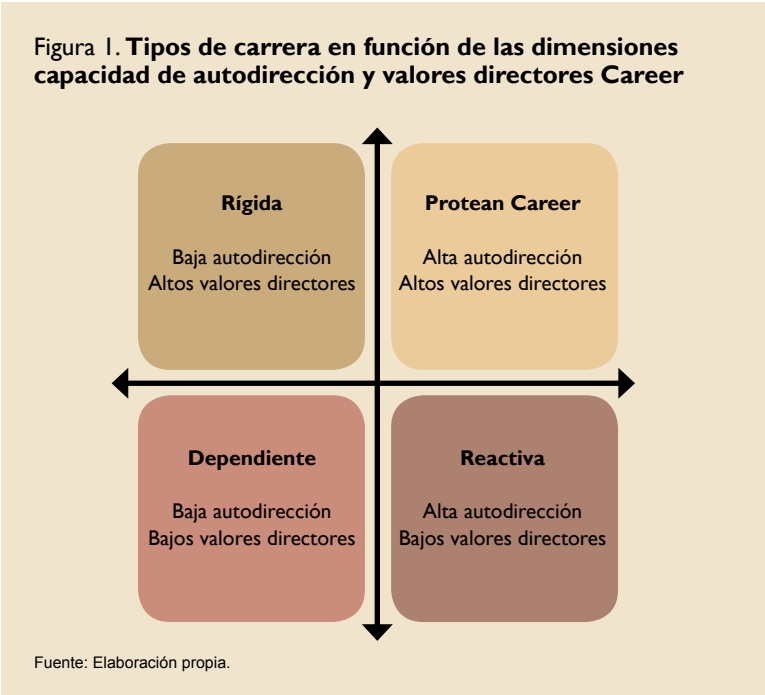 Figura 1. Tipos de carrera en función de las dimensiones
capacidad de autodirección y valores directores Career
Rígida
Baja autodirección
Altos valores directores
Protean Career
Alta autodirección
Altos valores directores
Dependiente
Baja autodirección
Bajos valores directores
Reactiva
Alta autodirección
Bajos valores directores
Fuente: Elaboración propia.